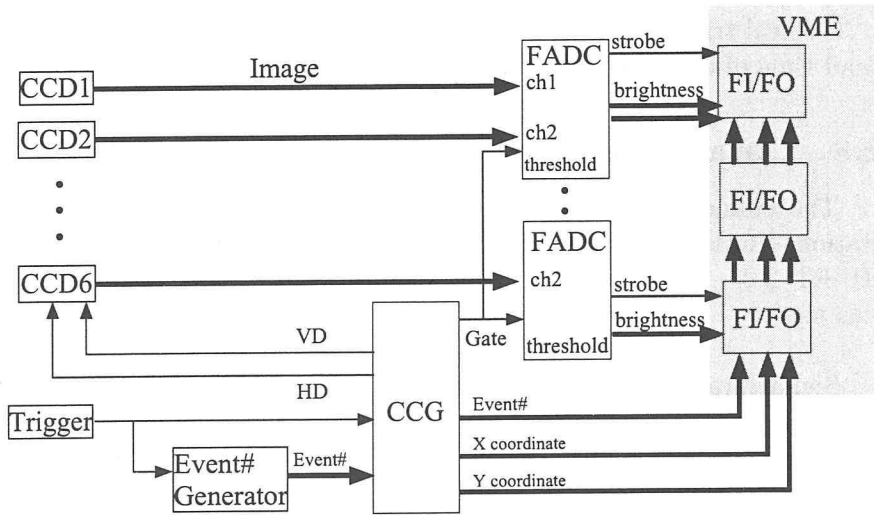 VME
FADC
strobe
FI/FO
Image
CCD1
ch1
brightness
CCD2
ch2
threshold
FI/FO
FADC
CCD6
ch2
strobe
FI/FO
brightness
VD
Gate
threshold
HD
CCG
Trigger
Event#
Event#
Generator
Event#
X coordinate
Y coordinate